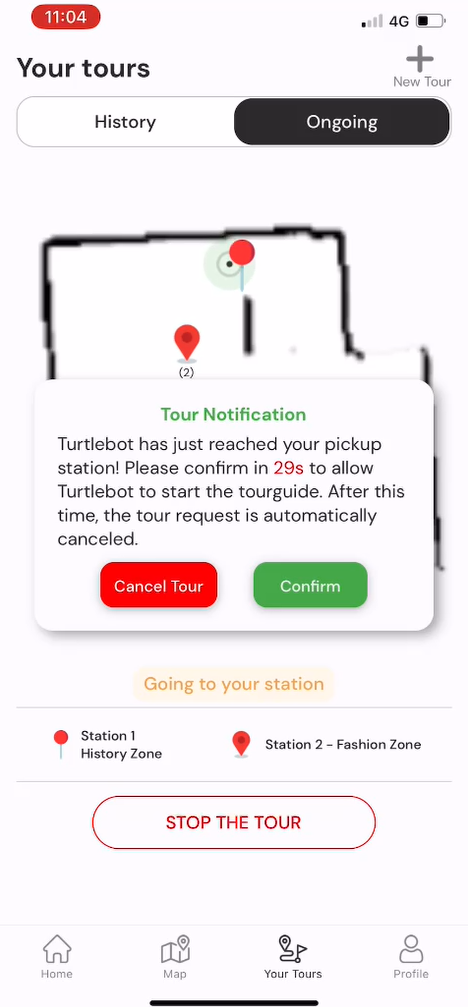 11:04
4G
Your tours
New Tour
History
Ongoing
(2)
Tour Notification
Turtlebot has just reached your pickup
station! Please confirm in 29s to allow
Turtlebot to start the tourguide. After this
time, the tour request is automatically
canceled.
Cancel Tour
Confirm
Going to your station
Station 1
History Zone
Station 2 - Fashion Zone
STOP THE TOUR
Home
Map
Your Tours
Profile